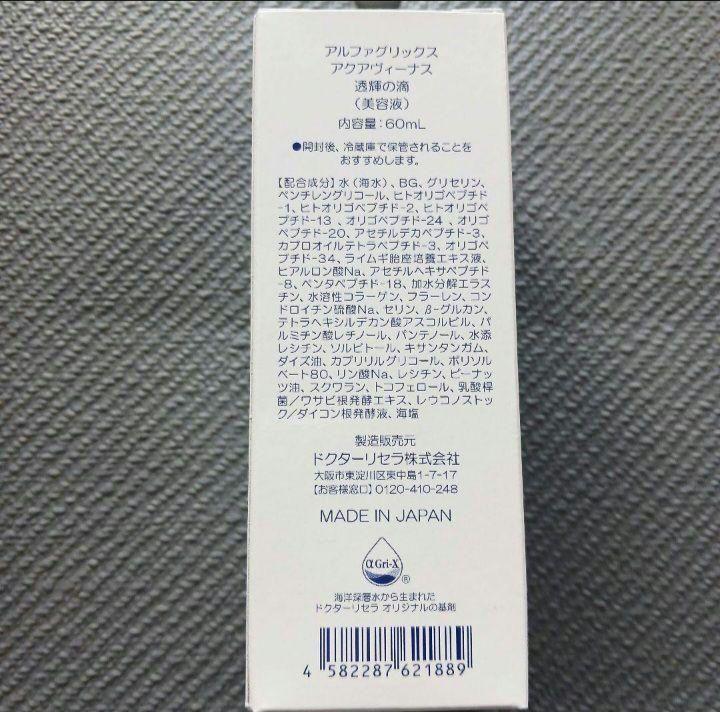 アルファグリックス
アクアヴィーナス
透輝の滴
（美容液）
内容量：60mL
●開封後、冷蔵庫で保管されることを
おすすめします。
【配合成分】水（海水）、BG、グリセリン、
ペンチレングリコール、ヒトオリゴペプチド
-1、ヒトオリゴペプチド-2、ヒトオリゴペ
プチド-13 、オリゴペプチド-24 、オリゴ
ペプチド-20、アセチルデカペプチド-3、
カプロオイルテトラペプチド-3、オリゴペ
プチド-34、ライムギ胎座培養エキス液、
ヒアルロン酸Na、アセチルヘキサペプチド
-8、ペンタペプチド-18、加水分解エラス
チン、水溶性コラーゲン、フラーレン、コン
ドロイチン硫酸Na、セリン、β-グルカン、
テトラヘキシルデカン酸アスコルビル、パ
ルミチン酸レチノール、パンテノール、水添
レシチン、ソルビトール、キサンタンガム、
ダイズ油、カプリリルグリコール、ポリソル
ベート80、リン酸Na、レシチン、ピーナッ
ツ油、スクワラン、トコフェロール、乳酸桿
菌／ワサビ根発酵エキス、レウコノストッ
ク／ダイコン根発酵液、海塩
製造販売元
ドクターリセラ株式会社
大阪市東淀川区東中島1-7-17
【お客様窓口】0120-410-248
MADE IN JAPAN
αGri-X
®
海洋深層水から生まれた
ドクターリセラ オリジナルの基剤
4 582287 621889